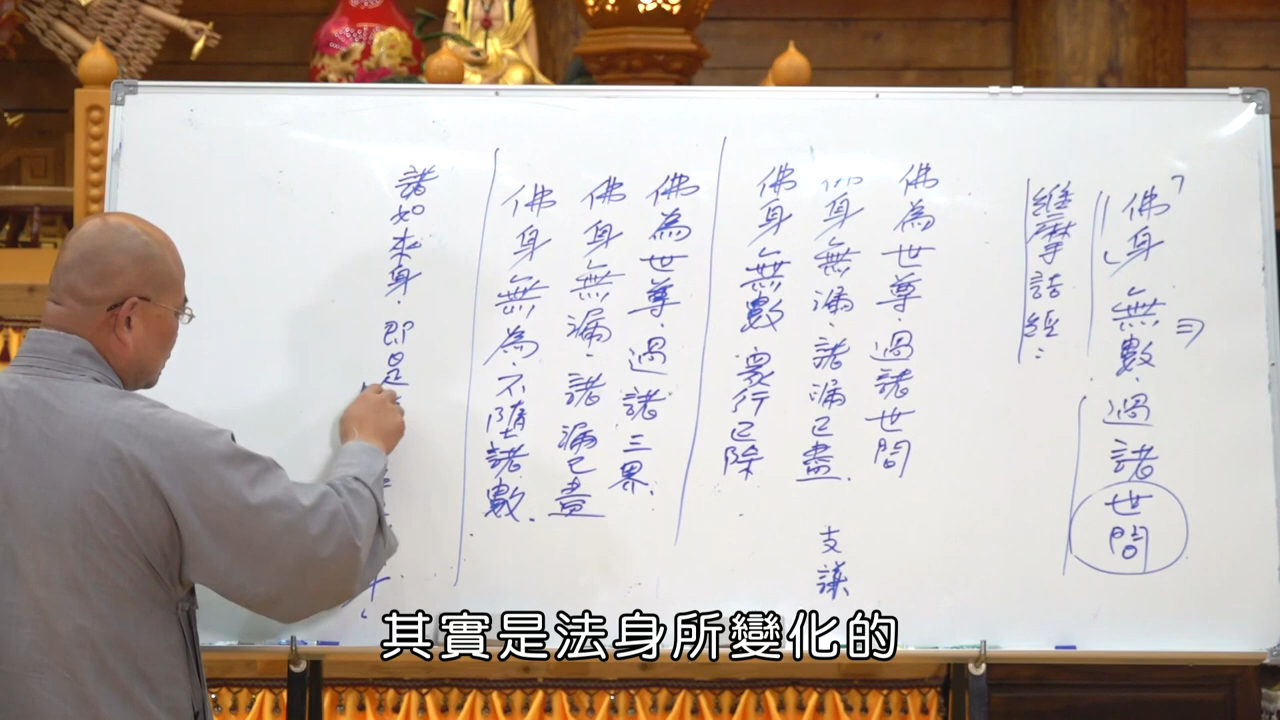 「佛身無數，過諸世間
維摩詰經：
佛為世尊，過諸世間
佛身無漏，諸漏已盡
佛身無數 眾行已除
支謙
佛為世尊，過諸三界，
佛身無漏，諸漏已盡
佛身無為，不墮諸數。
諸如來身，即是
其實是法身所變化的